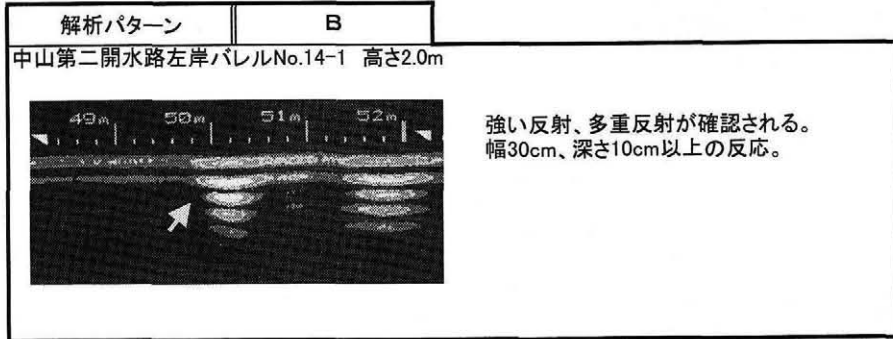 解析パターン B
中山第二開水路左岸バレルNo.14-1 高さ2.0m
49m 50m 51m 52m
強い反射、多重反射が確認される。
幅30cm、深さ10cm以上の反応。